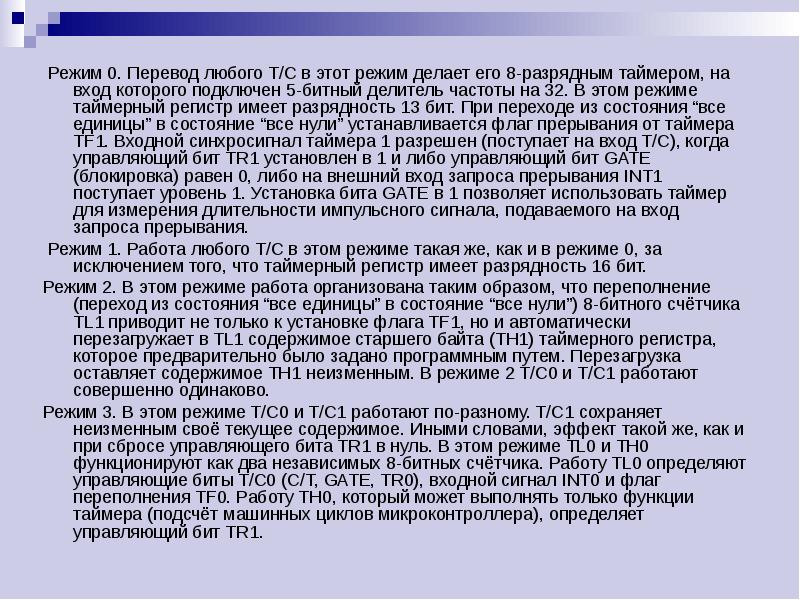 Режим 0. Перевод любого Т/С в этот режим делает его 8-разрядным таймером, на
вход которого подключен 5-битный делитель частоты на 32. В этом режиме
таймерный регистр имеет разрядность 13 бит. При переходе из состояния “все
единицы” в состояние “все нули” устанавливается флаг прерывания от таймера
TF1. Входной синхросигнал таймера 1 разрешен (поступает на вход Т/С), когда
управляющий бит TR1 установлен в 1 и либо управляющий бит GATE
(блокировка) равен 0, либо на внешний вход запроса прерывания INT1
поступает уровень 1. Установка бита GATE в 1 позволяет использовать таймер
для измерения длительности импульсного сигнала, подаваемого на вход
запроса прерывания.
Режим 1. Работа любого Т/С в этом режиме такая же, как и в режиме 0, за
исключением того, что таймерный регистр имеет разрядность 16 бит.
Режим 2. В этом режиме работа организована таким образом, что переполнение
(переход из состояния “все единицы” в состояние “все нули”) 8-битного счётчика
TL1 приводит не только к установке флага TF1, но и автоматически
перезагружает в TL1 содержимое старшего байта (TH1) таймерного регистра,
которое предварительно было задано программным путем. Перезагрузка
оставляет содержимое TH1 неизменным. В режиме 2 Т/С0 и Т/С1 работают
совершенно одинаково.
Режим 3. В этом режиме Т/С0 и Т/С1 работают по-разному. Т/С1 сохраняет
неизменным своё текущее содержимое. Иными словами, эффект такой же, как и
при сбросе управляющего бита TR1 в нуль. В этом режиме TL0 и TH0
функционируют как два независимых 8-битных счётчика. Работу TL0 определяют
управляющие биты Т/С0 (С/Т, GATE, TR0), входной сигнал INT0 и флаг
переполнения TF0. Работу TH0, который может выполнять только функции
таймера (подсчёт машинных циклов микроконтроллера), определяет
управляющий бит TR1.